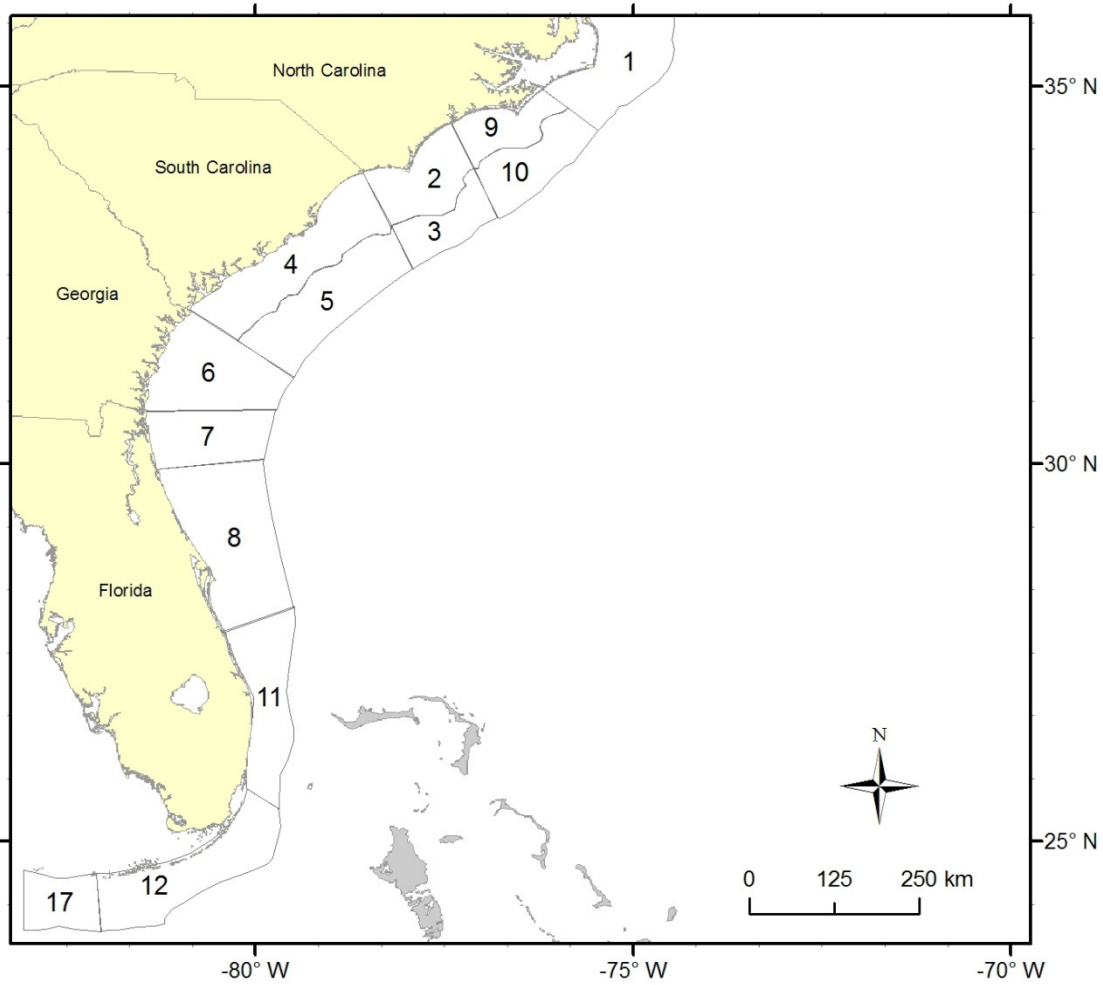 North Carolina
1
35° N
9
South Carolina
10
2
3
4
Georgia
5
6
7
30° N
8
Florida
11
N
25° N
0 125 250 km
12
17
-80° W -75° W -70° W